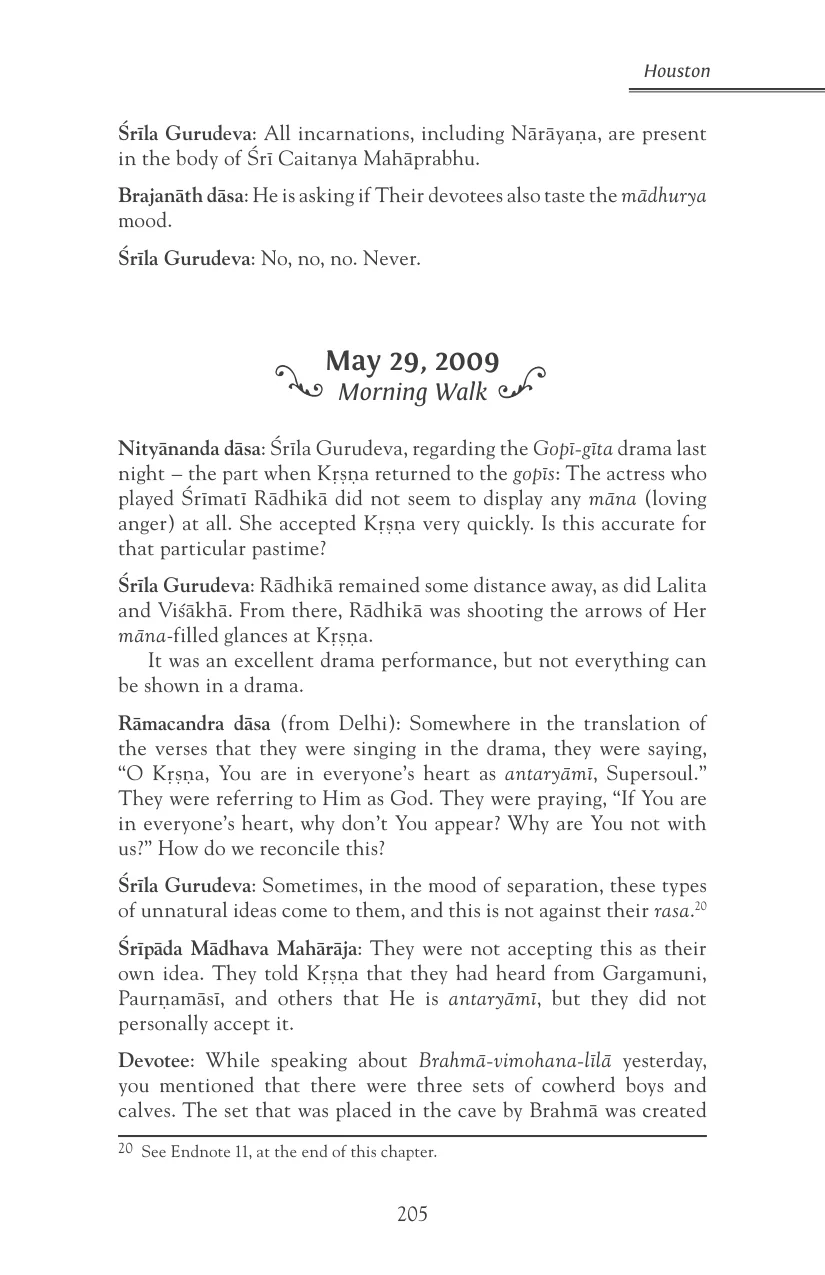 Houston
Śrīla Gurudeva: All incarnations, including Nārāyaṇa, are present
in the body of Śrī Caitanya Mahāprabhu.
Brajanāth dāsa: He is asking if Their devotees also taste the mādhurya
mood.
Śrīla Gurudeva: No, no, no. Never.
May 29, 2009
Morning Walk
Nityānanda dāsa: Śrīla Gurudeva, regarding the Gopī-gīta drama last
night – the part when Kṛṣṇa returned to the gopīs: The actress who
played Śrīmatī Rādhikā did not seem to display any māna (loving
anger) at all. She accepted Kṛṣṇa very quickly. Is this accurate for
that particular pastime?
Śrīla Gurudeva: Rādhikā remained some distance away, as did Lalita
and Viśākhā. From there, Rādhikā was shooting the arrows of Her
māna-filled glances at Kṛṣṇa.
It was an excellent drama performance, but not everything can
be shown in a drama.
Rāmacandra dāsa (from Delhi): Somewhere in the translation of
the verses that they were singing in the drama, they were saying,
“O Kṛṣṇa, You are in everyone’s heart as antaryāmī, Supersoul.”
They were referring to Him as God. They were praying, “If You are
in everyone’s heart, why don’t You appear? Why are You not with
us?” How do we reconcile this?
Śrīla Gurudeva: Sometimes, in the mood of separation, these types
of unnatural ideas come to them, and this is not against their rasa.20
Śrīpāda Mādhava Mahārāja: They were not accepting this as their
own idea. They told Kṛṣṇa that they had heard from Gargamuni,
Paurṇamāsī, and others that He is antaryāmī, but they did not
personally accept it.
Devotee: While speaking about Brahmā-vimohana-līlā yesterday,
you mentioned that there were three sets of cowherd boys and
calves. The set that was placed in the cave by Brahmā was created
20 See Endnote 11, at the end of this chapter.
205